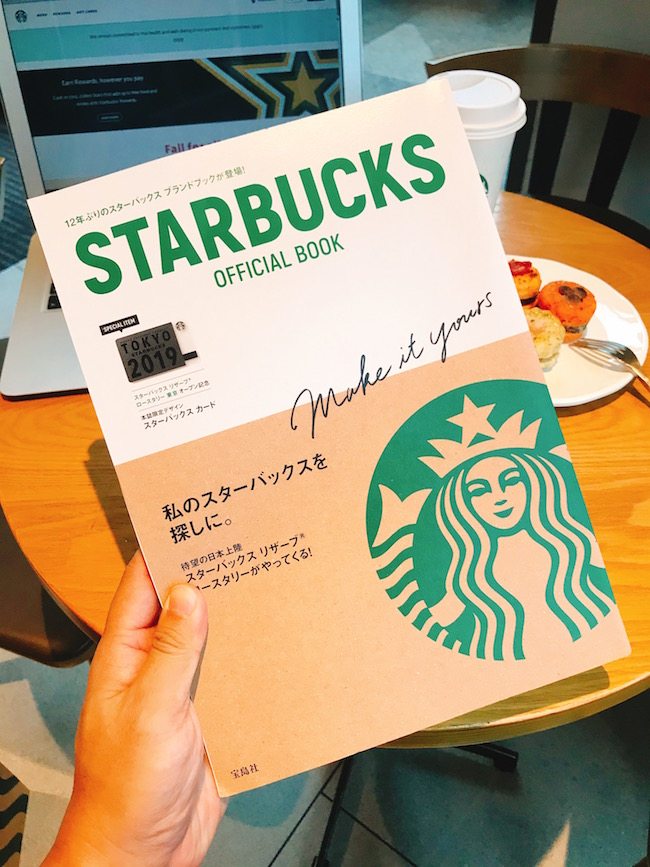 Earn Rewards, however you pay
Fall for
12年ぶりのスターバックス ブランドブックが登場!
STARBUCKS
OFFICIAL BOOK
SPECIAL ITEM
TOKYO
STARBUCKS
2019
スターバックス リザーブ®
ロースタリー 東京 オープン記念
本誌限定デザイン
スターバックス カード
Make it yours
私のスターバックスを
探しに。
待望の日本上陸
スターバックス リザーブ®
ロースタリーがやってくる!
宝島社